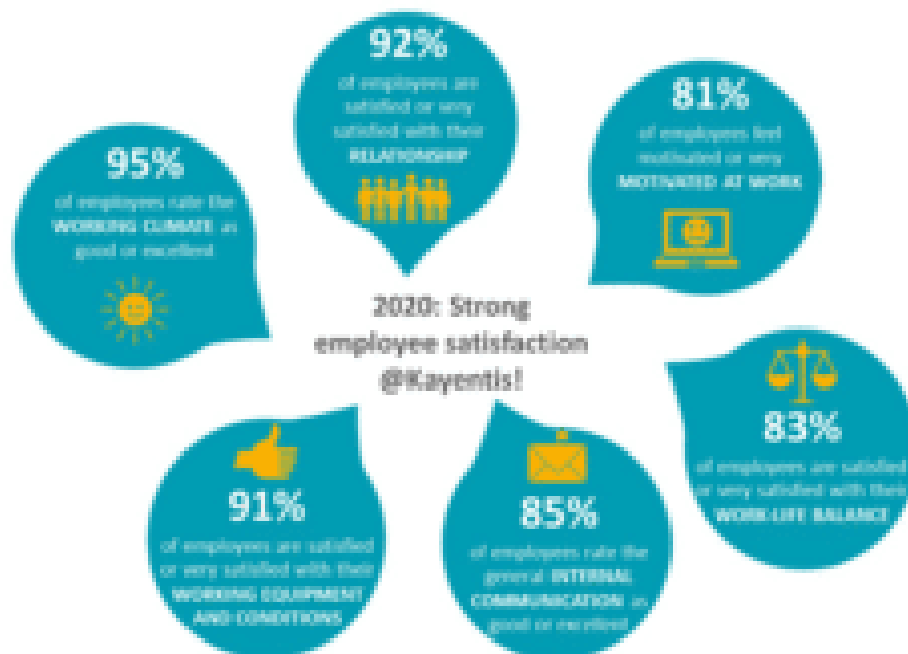 92%
of employees are
satisfied or very
satisfied with their
RELATIONSHIP
81%
of employees feel
motivated or very
MOTIVATED AT WORK
95%
of employees rate the
WORKING CLIMATE as
good or excellent
2020: Strong
employee satisfaction
@Kayentis!
83%
of employees are satisfied
or very satisfied with their
WORK-LIFE BALANCE
91%
of employees are satisfied
or very satisfied with their
WORKING EQUIPMENT
AND CONDITIONS
85%
of employees rate the
general INTERNAL
COMMUNICATION as
good or excellent